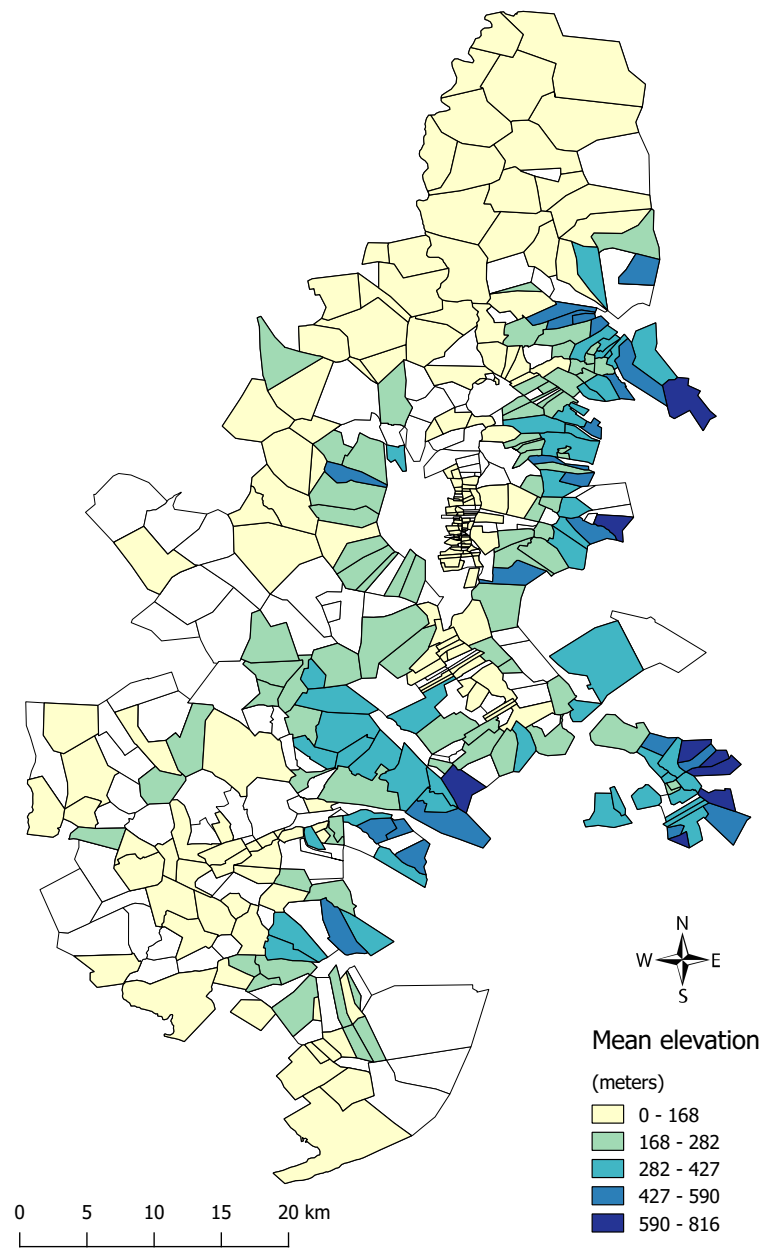 N
W E
S
Mean elevation
(meters)
0 - 168
168 - 282
282 - 427
427 - 590
590 - 816
0 5 10 15 20 km